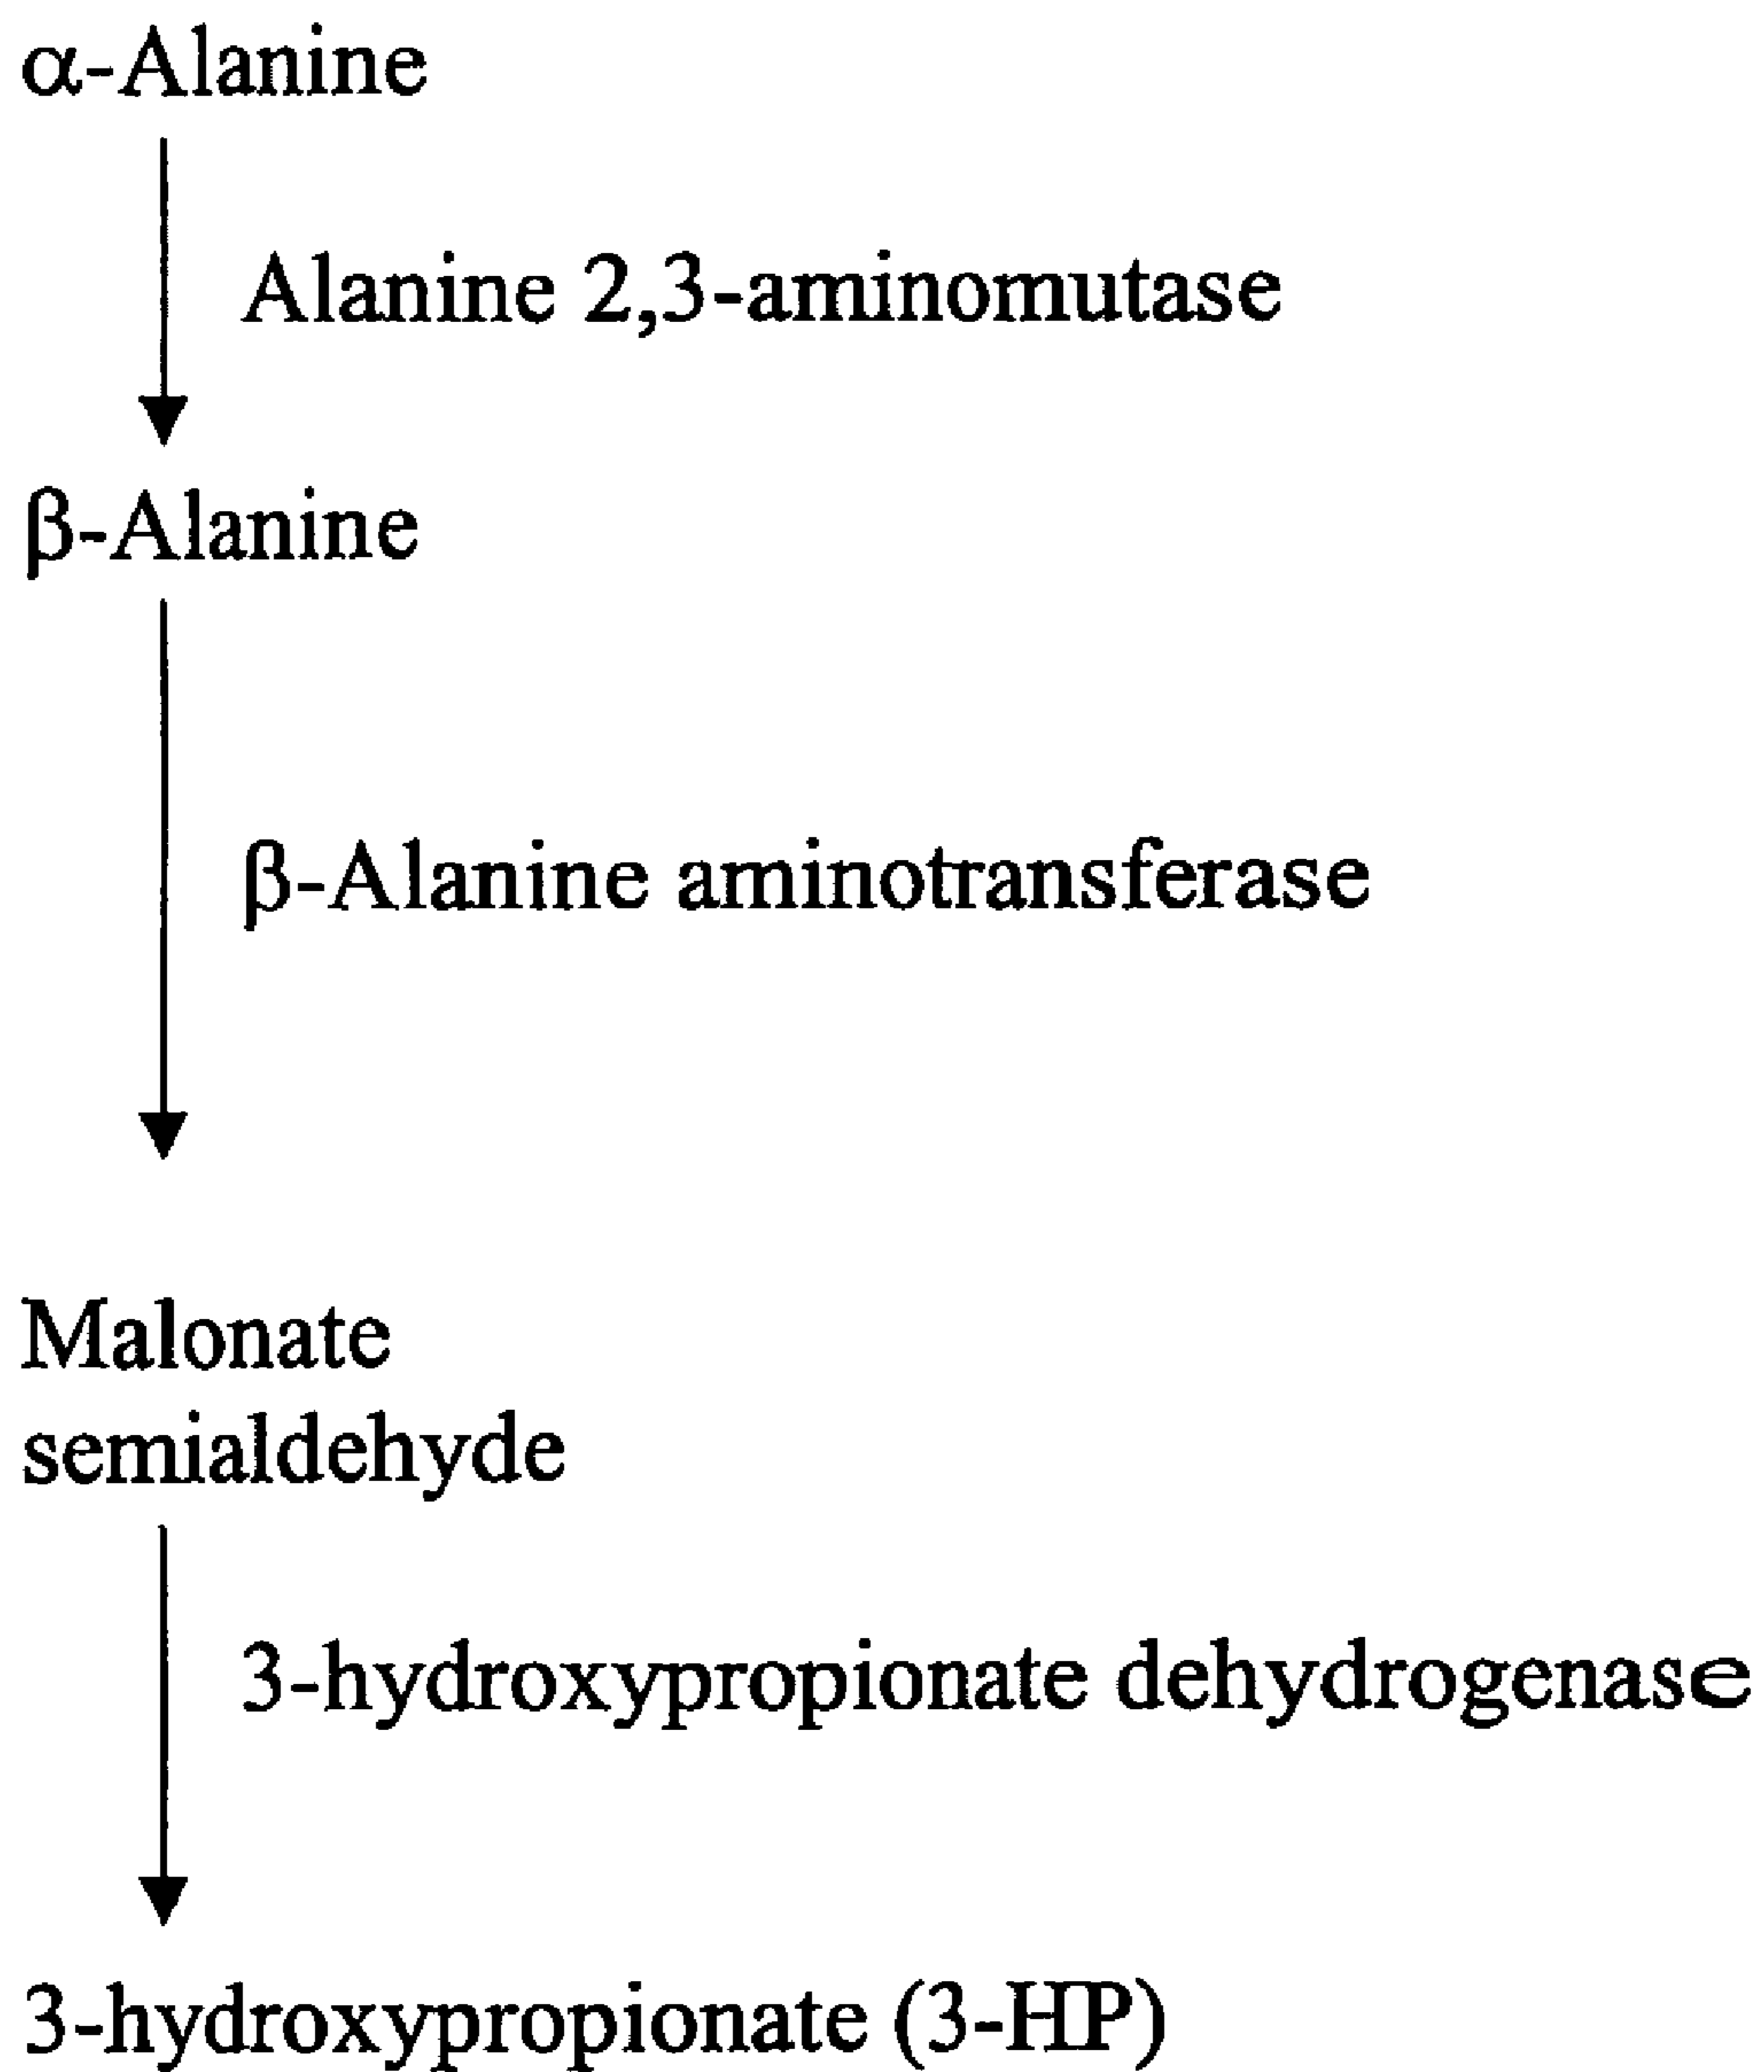 α-Alanine
Alanine 2,3-aminomutase
β-Alanine
β-Alanine aminotransferase
Malonate
semialdehyde
3-hydroxypropionate dehydrogenase
3-hydroxypropionate (3-HP)